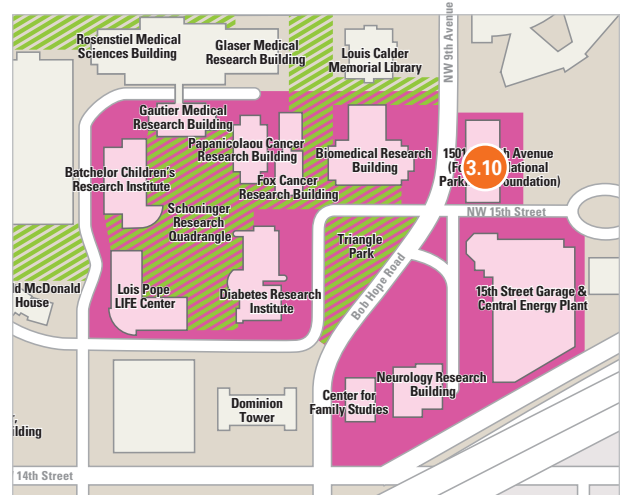 Rosenstiel Medical
Sciences Building
Glaser Medical
Research Building
Louis Calder
Memorial Library
NW 9th Avenue
Gautier Medical
Research Building
Papanicolaou Cancer
Research Building
Biomedical Research
Building
1501 Avenue
3.10
Batchelor Children's
Research Institute
Fox Cancer
Research Building
Schoninger
Research
Quadrangle
NW 15th Street
Triangle
Park
Bob Hope Road
ld McDonald
House
Lois Pope
LIFE Center
Diabetes Research
Institute
15th Street Garage &
Central Energy Plant
Neurology Research
Building
Center for
Family Studies
Dominion
Tower
ilding
14th Street